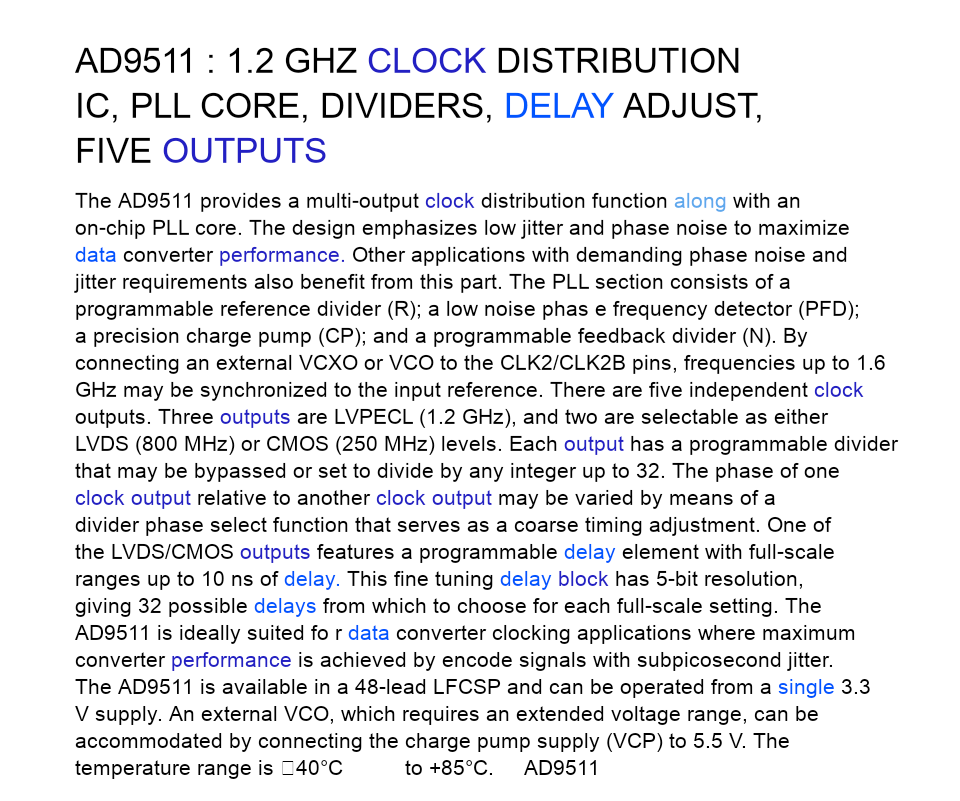 AD9511 : 1.2 GHZ CLOCK DISTRIBUTION
IC, PLL CORE, DIVIDERS, DELAY ADJUST,
FIVE OUTPUTS
The AD9511 provides a multi-output clock distribution function along with an
on-chip PLL core. The design emphasizes low jitter and phase noise to maximize
data converter performance. Other applications with demanding phase noise and
jitter requirements also benefit from this part. The PLL section consists of a
programmable reference divider (R); a low noise phas e frequency detector (PFD);
a precision charge pump (CP); and a programmable feedback divider (N). By
connecting an external VCXO or VCO to the CLK2/CLK2B pins, frequencies up to 1.6
GHz may be synchronized to the input reference. There are five independent clock
outputs. Three outputs are LVPECL (1.2 GHz), and two are selectable as either
LVDS (800 MHz) or CMOS (250 MHz) levels. Each output has a programmable divider
that may be bypassed or set to divide by any integer up to 32. The phase of one
clock output relative to another clock output may be varied by means of a
divider phase select function that serves as a coarse timing adjustment. One of
the LVDS/CMOS outputs features a programmable delay element with full-scale
ranges up to 10 ns of delay. This fine tuning delay block has 5-bit resolution,
giving 32 possible delays from which to choose for each full-scale setting. The
AD9511 is ideally suited fo r data converter clocking applications where maximum
converter performance is achieved by encode signals with subpicosecond jitter.
The AD9511 is available in a 48-lead LFCSP and can be operated from a single 3.3
V supply. An external VCO, which requires an extended voltage range, can be
accommodated by connecting the charge pump supply (VCP) to 5.5 V. The
temperature range is □40°C to +85°C. AD9511